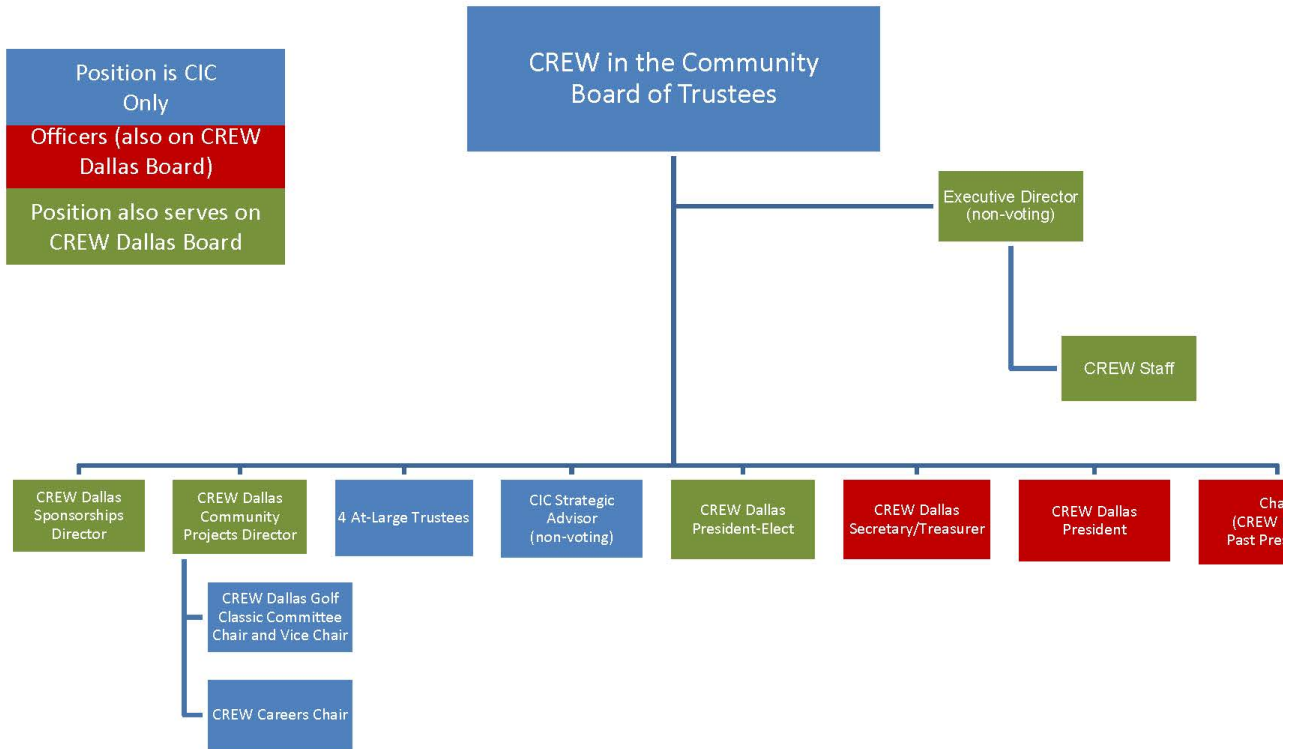 Position is CIC
Only
Officers (also on CREW
Dallas Board)
Position also serves on
CREW Dallas Board
CREW in the Community
Board of Trustees
Executive Director
(non-voting)
CREW Staff
CREW Dallas
Sponsorships
Director
CREW Dallas
Community
Projects Director
4 At-Large Trustees
CIC Strategic
Advisor
(non-voting)
CREW Dallas
President-Elect
CREW Dallas
Secretary/Treasurer
CREW Dallas
President
(CREW
Past
CREW Dallas Golf
Classic Committee
Chair and Vice Chair
CREW Careers Chair